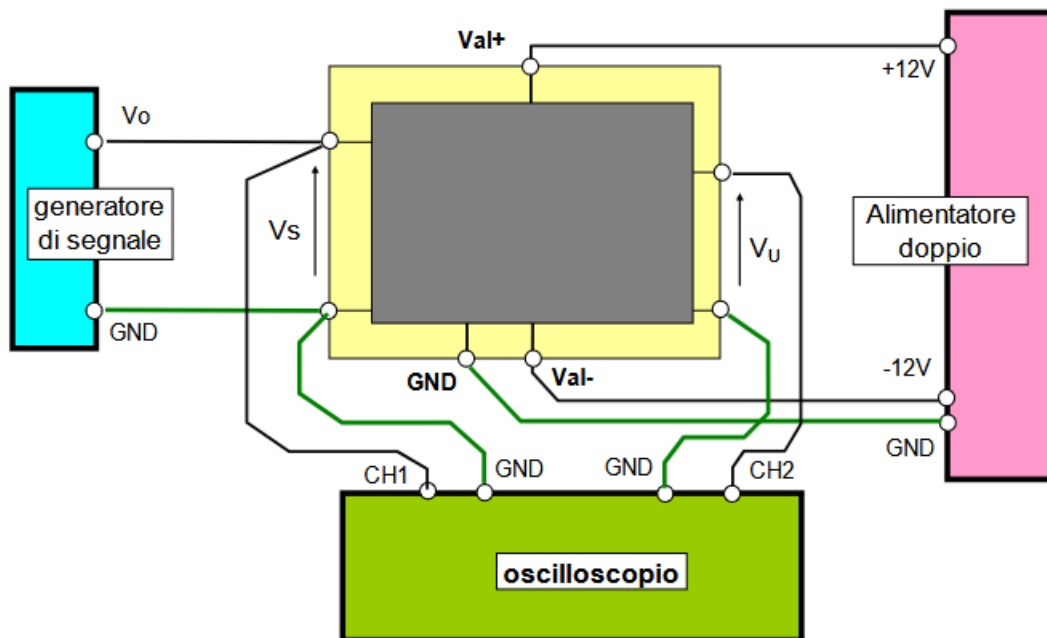 Val+
+12V
Vo
generatore
di segnale
Vs
VU
Alimentatore
doppio
GND
GND
Val-
-12V
GND
CH1
GND
GND
CH2
oscilloscopio